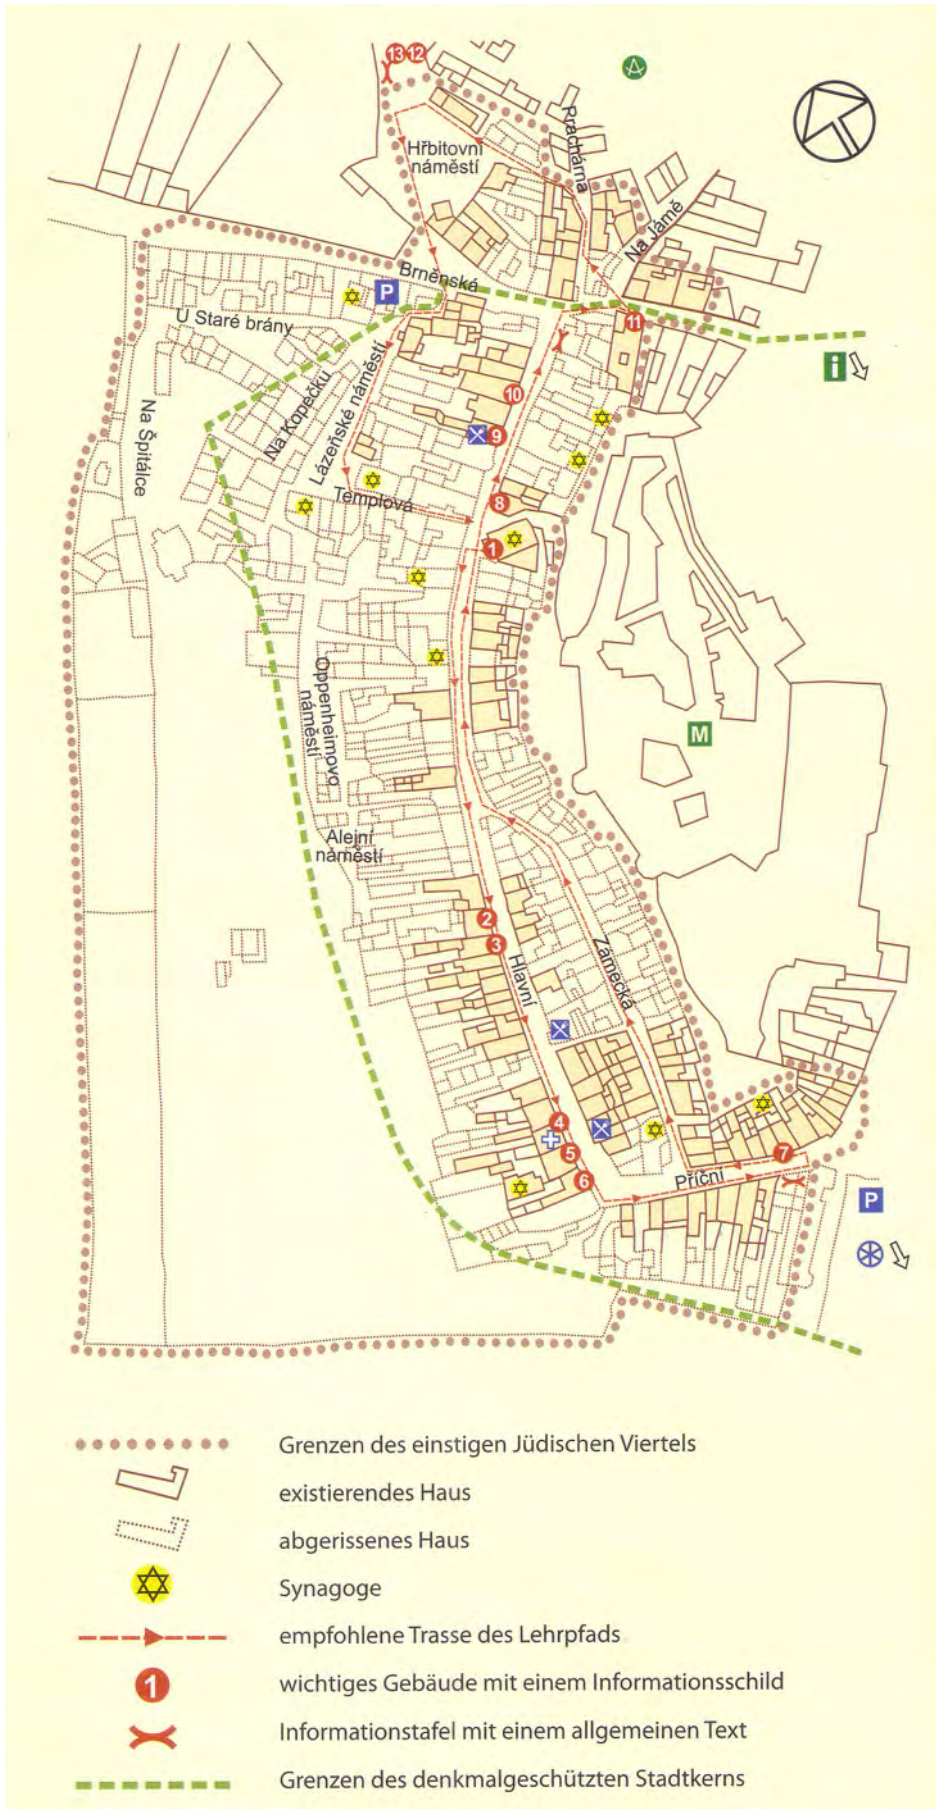 13 12
Prachárna
Hřbitovní
náměstí
Na Jámě
Brněnská
P
U Staré brány
11
i
Na Kopečku
Lázeňské náměstí
10
Na Špitálce
9
Templová
8
1
Oppenheimovo
náměstí
M
Alejní
náměstí
2
3
Hlavní
Zámecká
4
5
7
6
Příční
P
Grenzen des einstigen Jüdischen Viertels
existierendes Haus
abgerissenes Haus
Synagoge
empfohlene Trasse des Lehrpfads
1
wichtiges Gebäude mit einem Informationsschild
Informationstafel mit einem allgemeinen Text
Grenzen des denkmalgeschützten Stadtkerns